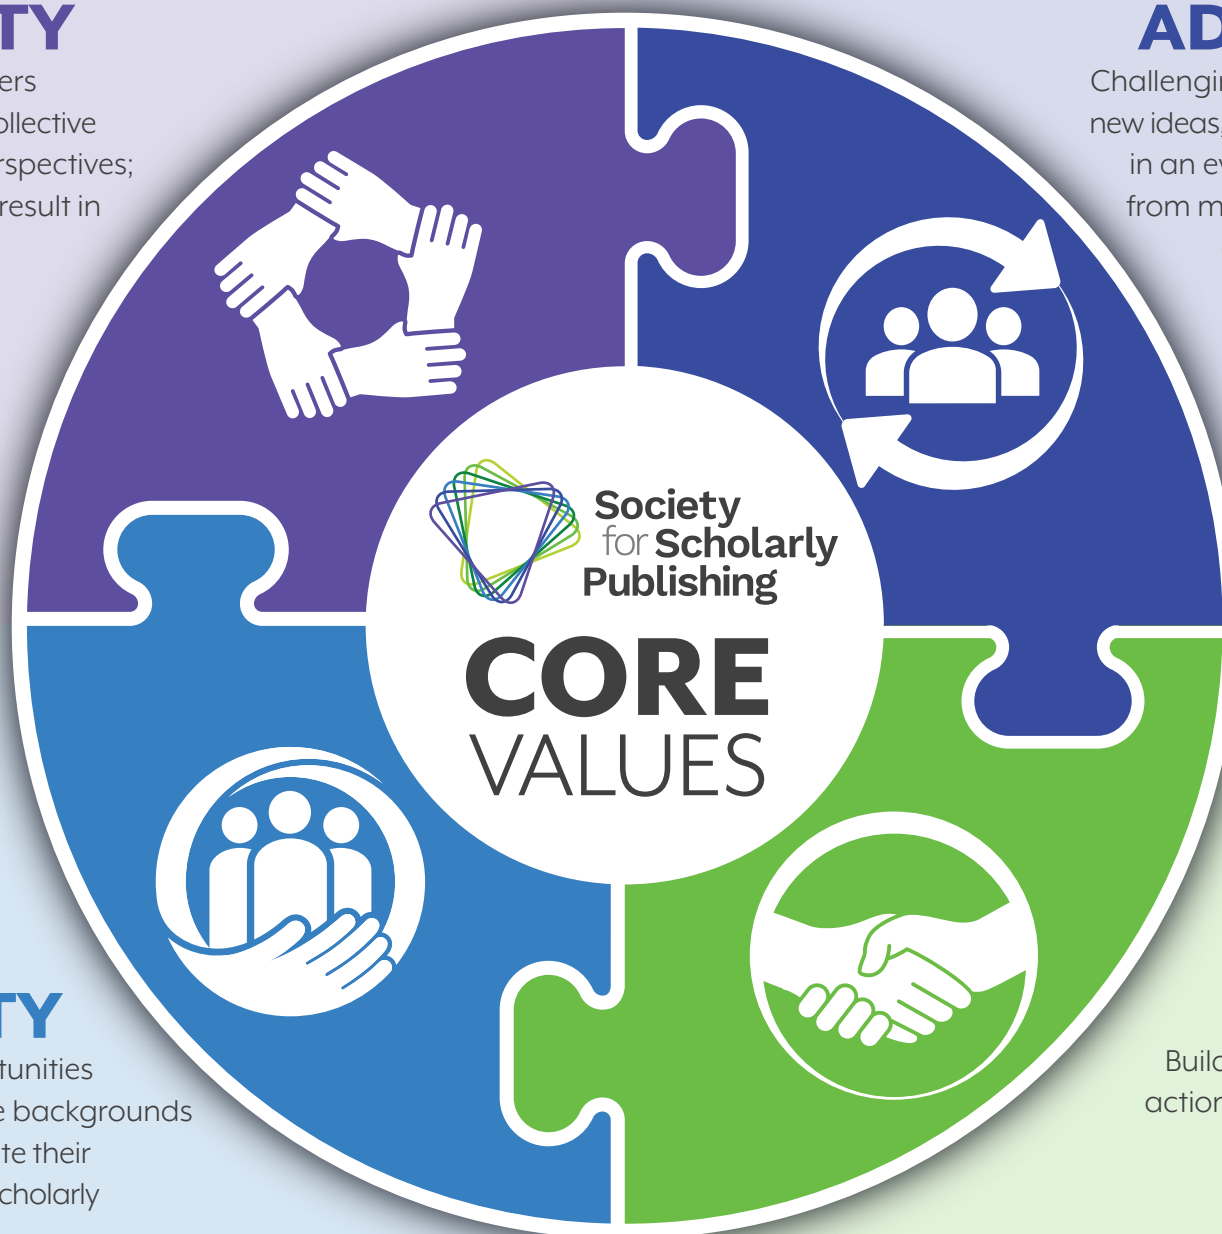 TY
ers
ollective
rspectives;
result in
AD
Challengin
new ideas,
in an ev
from m
Society
for Scholarly
Publishing
CORE
VALUES
TY
tunities
e backgrounds
te their
cholarly
Build
action